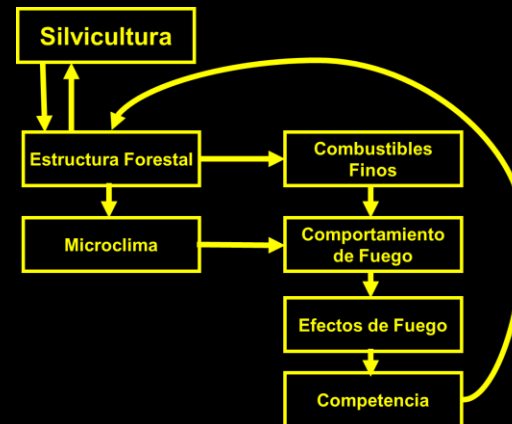 Silvicultura
Estructura Forestal
Combustibles
Finos
Microclima
Comportamiento
de Fuego
Efectos de Fuego
Competencia